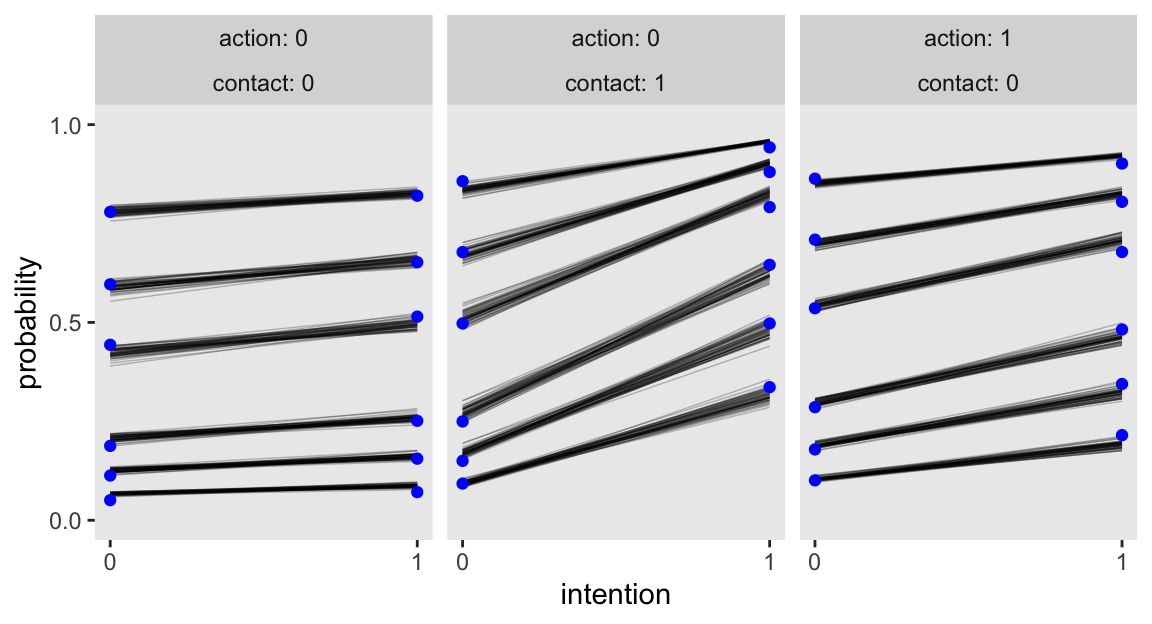 action: 0
contact: 0
action: 0
contact: 1
action: 1
contact: 0
probability
1.0
0.5
0.0
0
1
0
1
0
1
intention